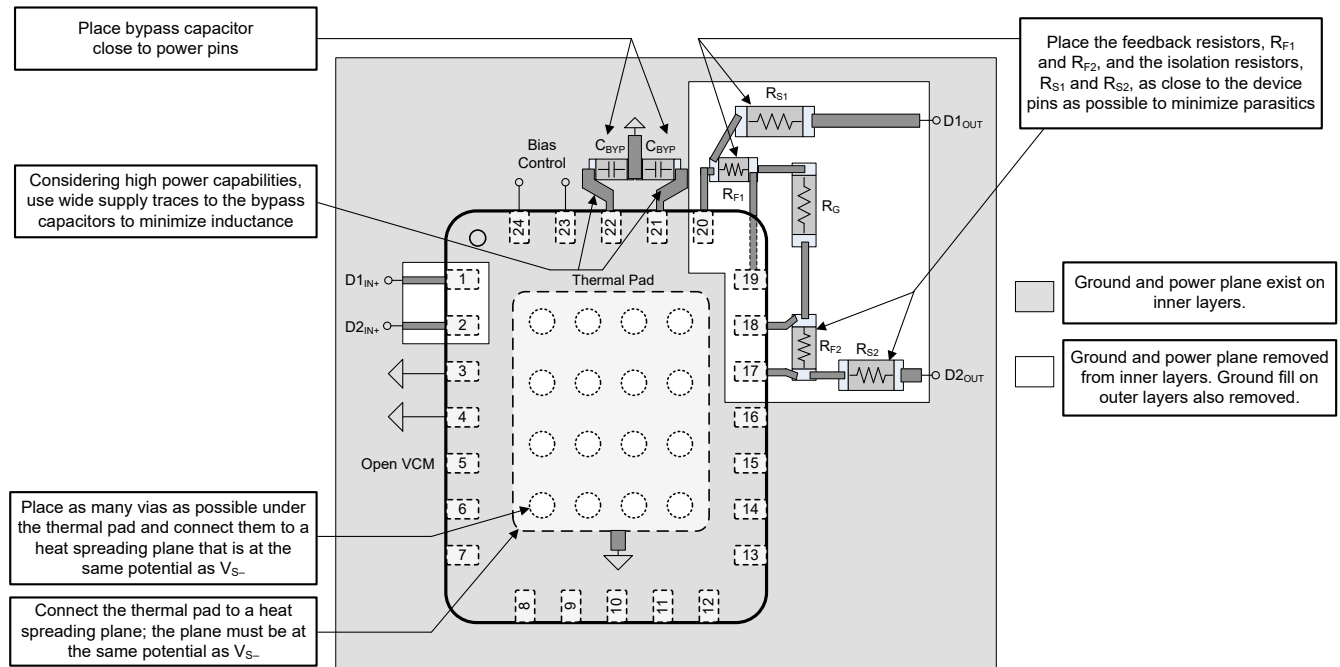 Place bypass capacitor
close to power pins
Place the feedback resistors, RF1
and RF2, and the isolation resistors,
RS1 and RS2, as close to the device
pins as possible to minimize parasitics
RS1
D1OUT
CBYP CBYP
Bias
Control
RF1
RG
Considering high power capabilities,
use wide supply traces to the bypass
capacitors to minimize inductance
24 23 22 21 20
D1IN+
1
Thermal Pad
19
Ground and power plane exist on
inner layers.
D2IN+
2
18
RF2
RS2
3
17
D2OUT
Ground and power plane removed
from inner layers. Ground fill on
outer layers also removed.
4
16
Open VCM
5
15
Place as many vias as possible under
the thermal pad and connect them to a
heat spreading plane that is at the
same potential as VS–
6
14
7
13
8 9 10 11 12
Connect the thermal pad to a heat
spreading plane; the plane must be at
the same potential as VS–